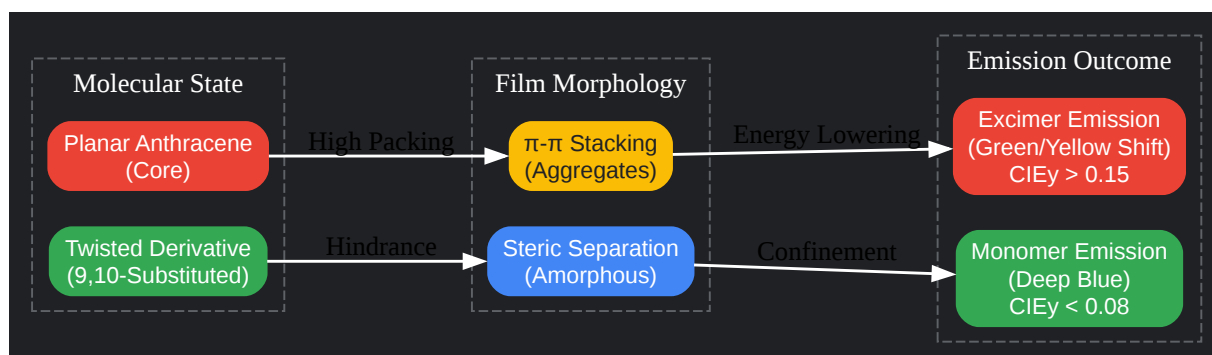 Molecular State
Planar Anthracene
(Core)
Twisted Derivative
(9,10-Substituted)
High Packing
Hindrance
Film Morphology
π-π Stacking
(Aggregates)
Steric Separation
(Amorphous)
Energy Lowering
Confinement
Emission Outcome
Excimer Emission
(Green/Yellow Shift)
CIEy > 0.15
Monomer Emission
(Deep Blue)
CIEy < 0.08